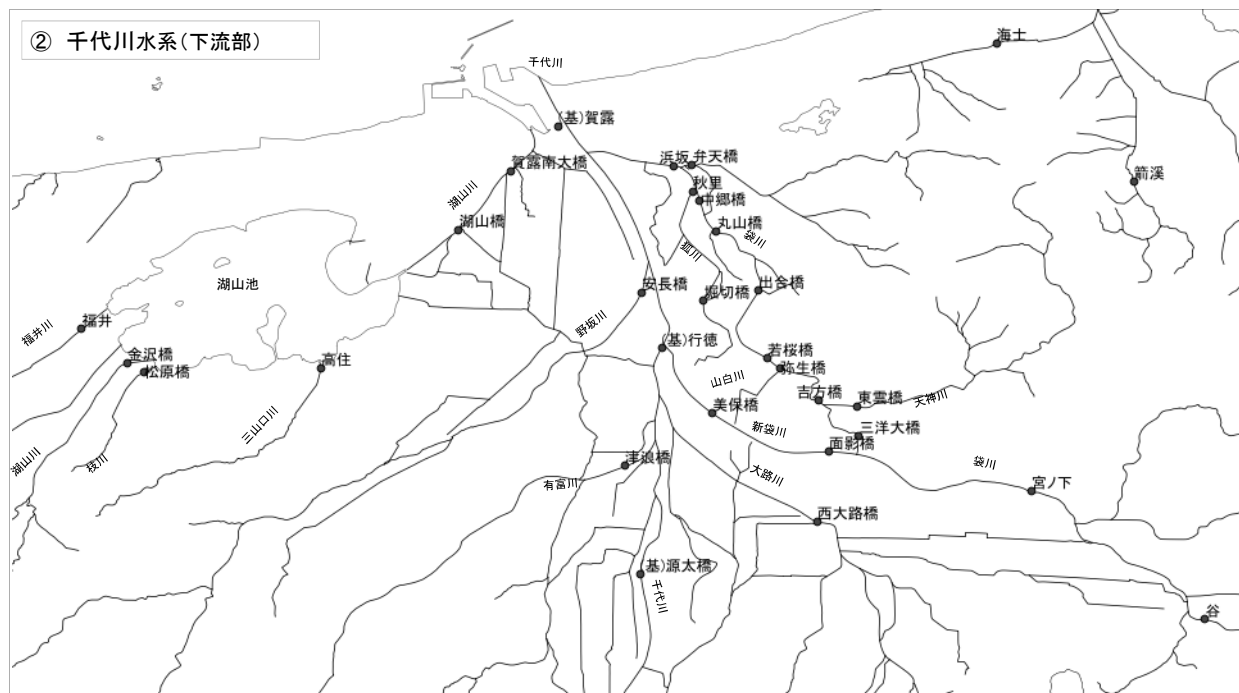 ② 千代川水系(下流部)
海士
千代川
(基)賀露
賀露南大橋
浜坂
弁天橋
箭渓
秋里
中郷橋
湖山川
湖山橋
丸山橋
袋川
狐川
湖山池
安長橋
堀切橋
出合橋
福井
福井川
野坂川
(基)行徳
金沢橋
松原橋
高住
若桜橋
弥生橋
山白川
吉方橋
東雲橋
天神川
美保橋
三山口川
新袋川
三洋大橋
面影橋
湖山川
枝川
津浪橋
有富川
大路川
袋川
宮ノ下
西大路橋
基)源太橋
千代川
谷